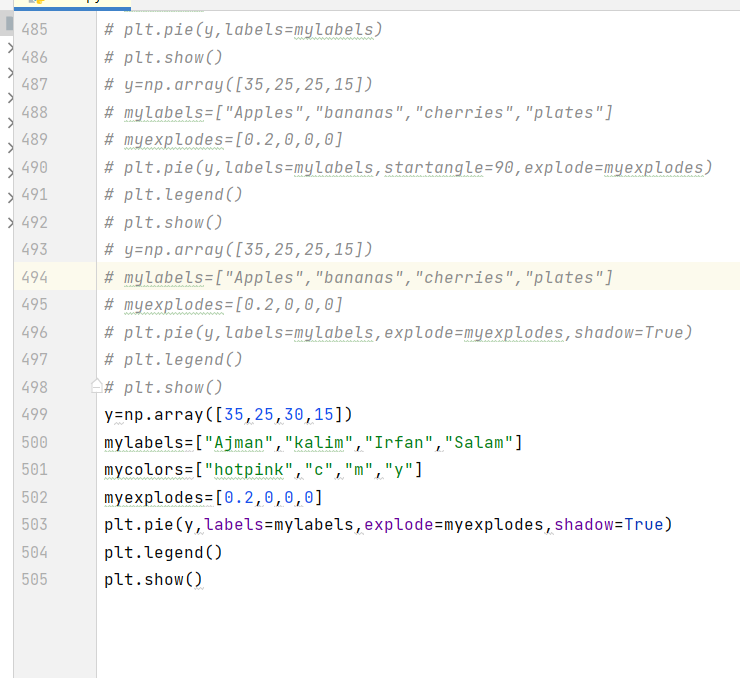 485 # plt.pie(y,labels=mylabels)
486 # plt.show()
487 # y=np.array([35,25,25,15])
488 # mylabels=["Apples","bananas","cherries","plates"]
489 # myexplodes=[0.2,0,0,0]
490 # plt.pie(y,labels=mylabels,startangle=90,explode=myexplodes)
491 # plt.legend()
492 # plt.show()
493 # y=np.array([35,25,25,15])
494 # mylabels=["Apples","bananas","cherries","plates"]
495 # myexplodes=[0.2,0,0,0]
496 # plt.pie(y,labels=mylabels,explode=myexplodes,shadow=True)
497 # plt.legend()
498 # plt.show()
499 y=np.array([35,25,30,15])
500 mylabels=["Ajman","kalim","Irfan","Salam"]
501 mycolors=["hotpink","c","m","y"]
502 myexplodes=[0.2,0,0,0]
503 plt.pie(y,labels=mylabels,explode=myexplodes,shadow=True)
504 plt.legend()
505 plt.show()